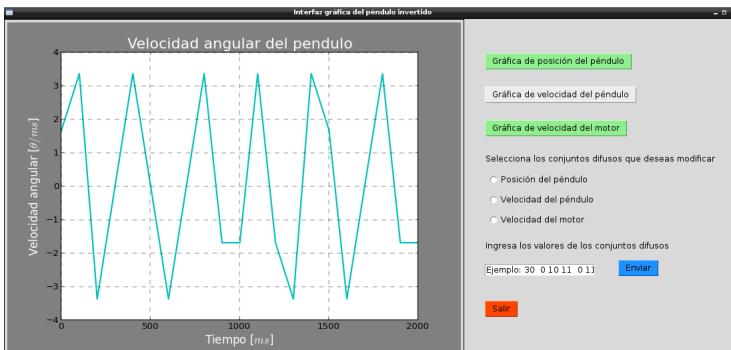 Interfaz gráfica del péndulo invertido
Velocidad angular del pendulo
4
3
2
1
0
−1
−2
−3
−4
Velocidad angular [θ/ms]
0
500
1000
1500
2000
Tiempo [ms]
Gráfica de posición del péndulo
Gráfica de velocidad del péndulo
Gráfica de velocidad del motor
Selecciona los conjuntos difusos que deseas modificar
Posición del péndulo
Velocidad del péndulo
Velocidad del motor
Ingresa los valores de los conjuntos difusos
Ejemplo: 30 0 10 11 0 11
Enviar
Salir